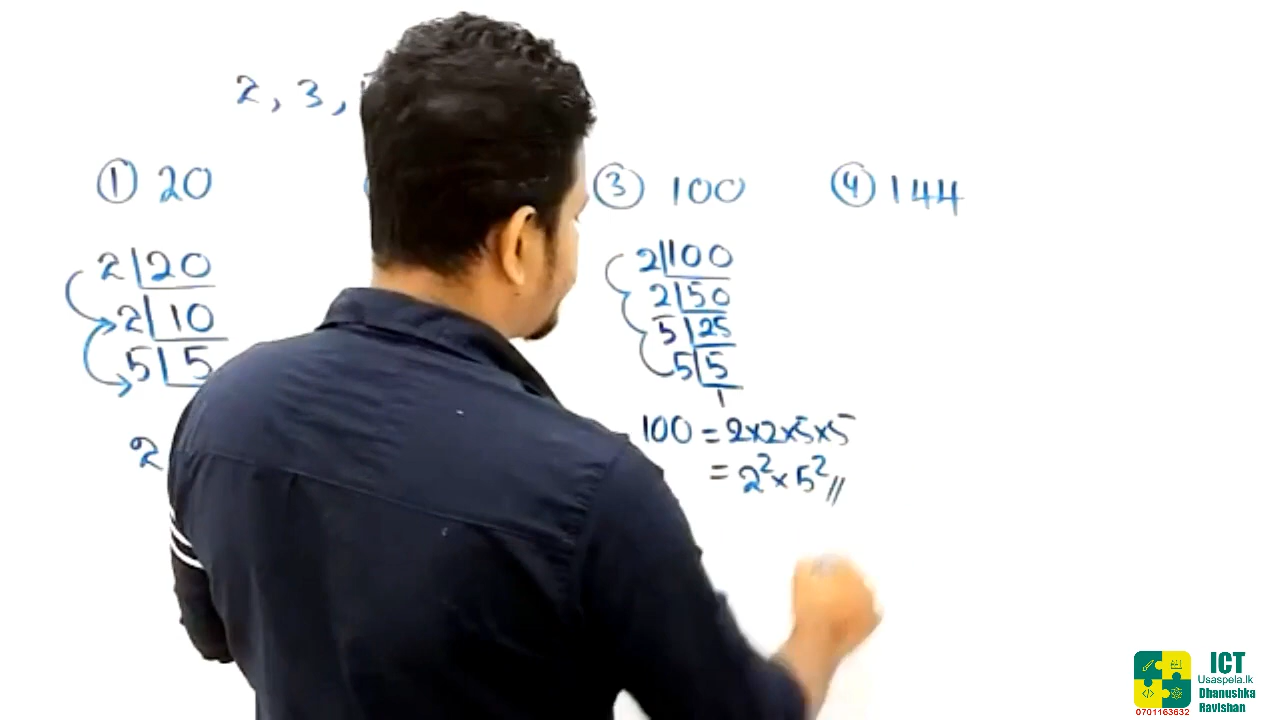 2, 3,
① 20
③ 100
④ 144
2 20
2 10
5 5
2
2 100
2 50
5 25
5 5
1
100 = 2×2×5×5
= 2² × 5² //
ICT
Usaspela.lk
Dhanushka
Ravishan
0701163632